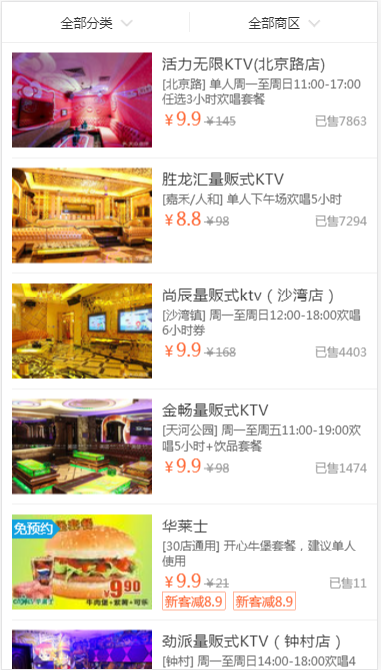 全部分类
全部商区
活力无限KTV(北京路店)
[北京路] 单人周一至周日11:00-17:00
任选3小时欢唱套餐
￥9.9 ￥145
已售7863
胜龙汇量贩式KTV
[嘉禾/人和] 单人下午场欢唱5小时
￥8.8 ￥98
已售7294
尚辰量贩式ktv（沙湾店）
[沙湾镇] 周一至周日12:00-18:00欢唱
6小时券
￥9.9 ￥168
已售4403
金畅量贩式KTV
[天河公园] 周一至周五11:00-19:00欢
唱5小时+饮品套餐
￥9.9 ￥98
已售1474
免预约
套餐
￥9.90
牛肉堡+紫薯+可乐
华莱士
[30店通用] 开心牛堡套餐，建议单人
使用
￥9.9 ￥21
已售11
新客减8.9 新客减8.9
劲派量贩式KTV（钟村店）
[钟村] 周一至周日14:00-18:00欢唱4